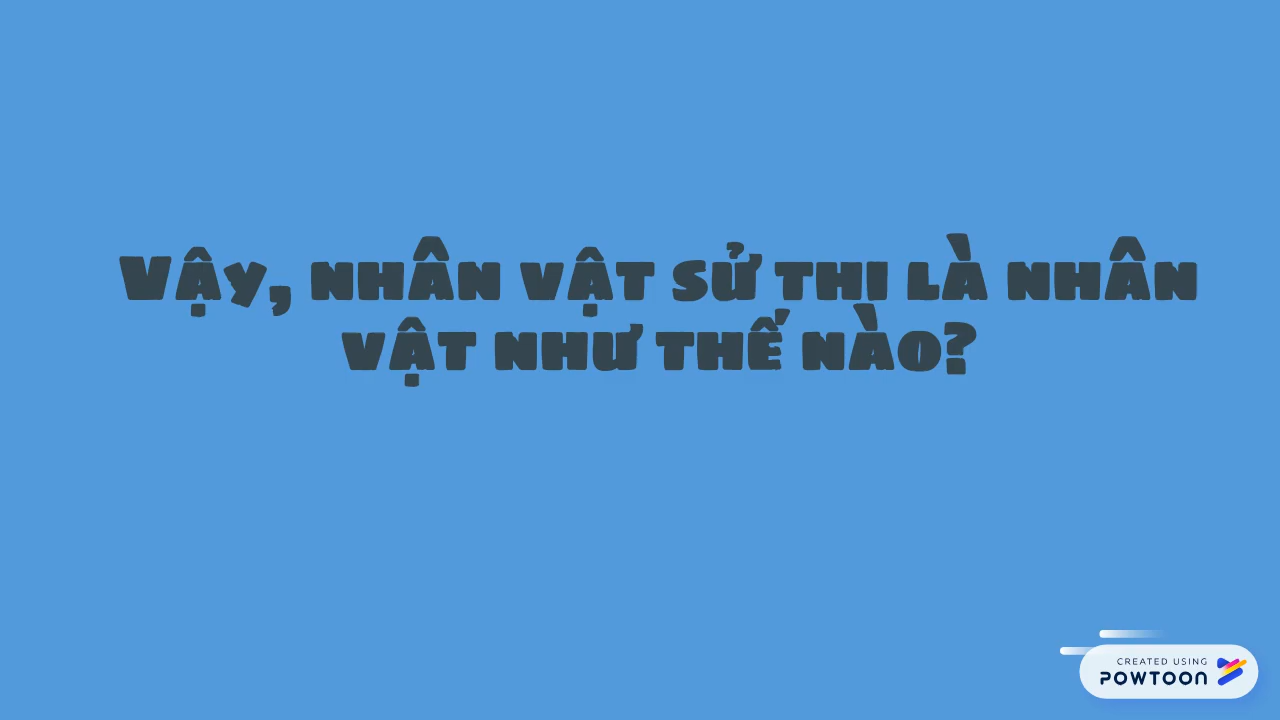 Vậy, nhân vật sử thi là nhân
vật như thế nào?
CREATED USING
POWTOON